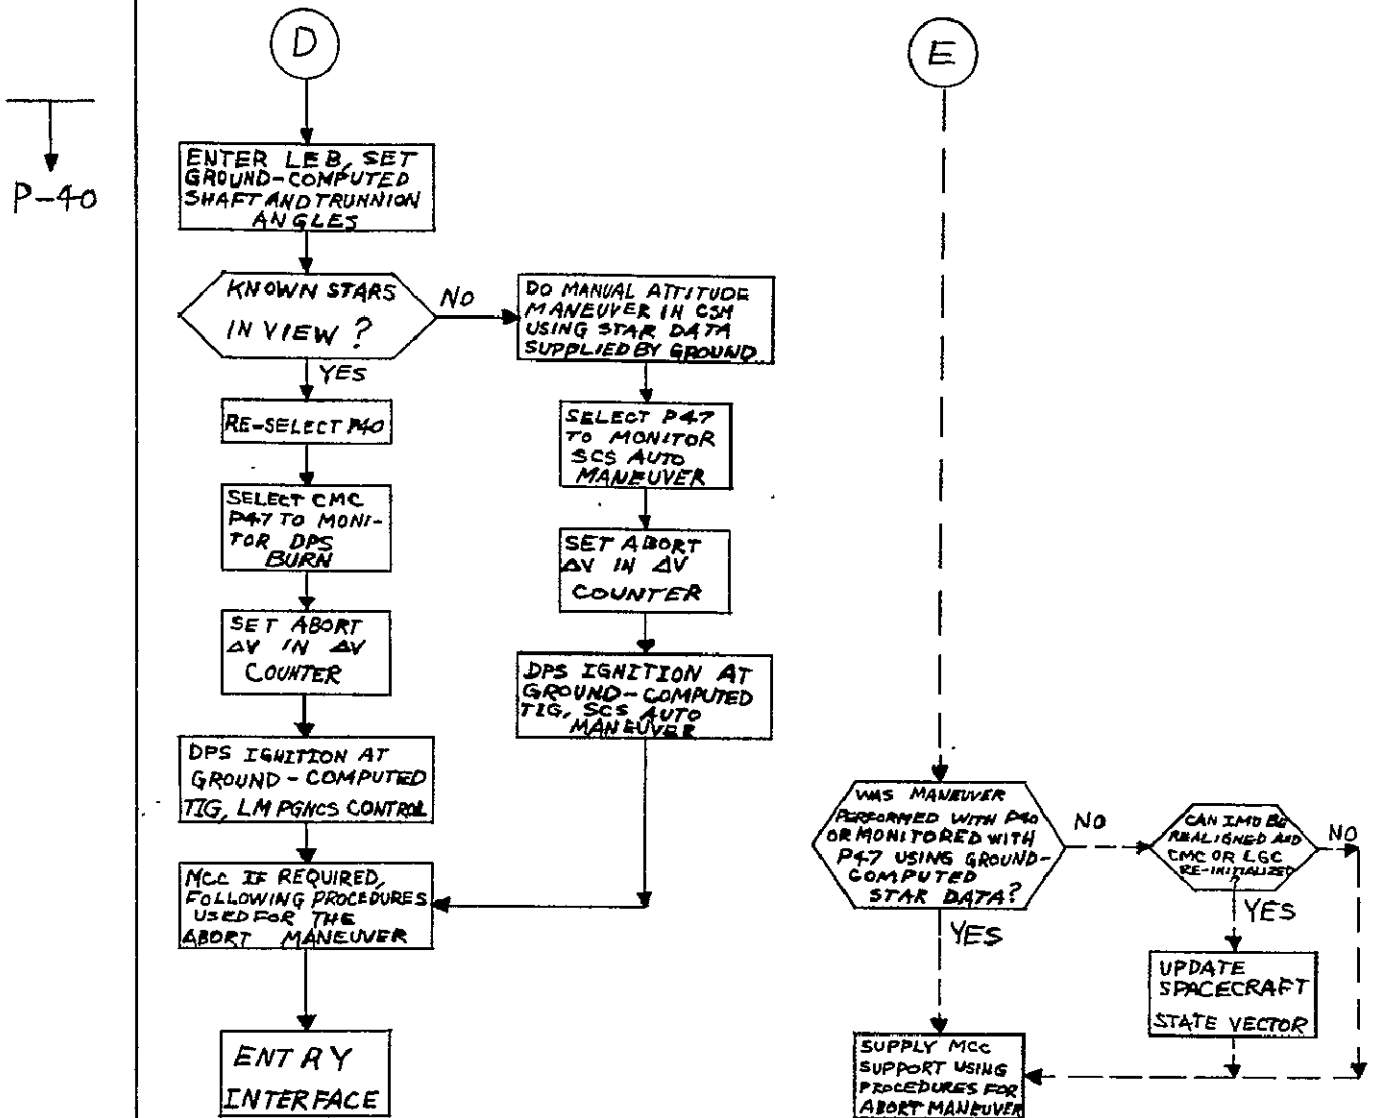 D
E
P-40
ENTER LEB, SET
GROUND-COMPUTED
SHAFT AND TRUNNION
ANGLES
KNOWN STARS
IN VIEW?
NO
YES
DO MANUAL ATTITUDE
MANEUVER IN CSM
USING STAR DATA
SUPPLIED BY GROUND
RE-SELECT P40
SELECT P47
TO MONITOR
SCS AUTO
MANEUVER
SELECT CMC
P47 TO MONI-
TOR DPS
BURN
SET ABORT
ΔV IN ΔV
COUNTER
SET ABORT
ΔV IN ΔV
COUNTER
DPS IGNITION AT
GROUND-COMPUTED
TIG, SCS AUTO
MANEUVER
DPS IGNITION AT
GROUND-COMPUTED
TIG, LM PGNCS CONTROL
MCC IF REQUIRED,
FOLLOWING PROCEDURES
USED FOR THE
ABORT MANEUVER
ENTRY
INTERFACE
WAS MANEUVER
PERFORMED WITH P40
OR MONITORED WITH
P47 USING GROUND-
COMPUTED
STAR DATA?
NO
YES
CAN IMU BE
REALIGNED AND
CMC OR LGC
RE-INITIALIZED?
NO
YES
UPDATE
SPACECRAFT
STATE VECTOR
SUPPLY MCC
SUPPORT USING
PROCEDURES FOR
ABORT MANEUVER